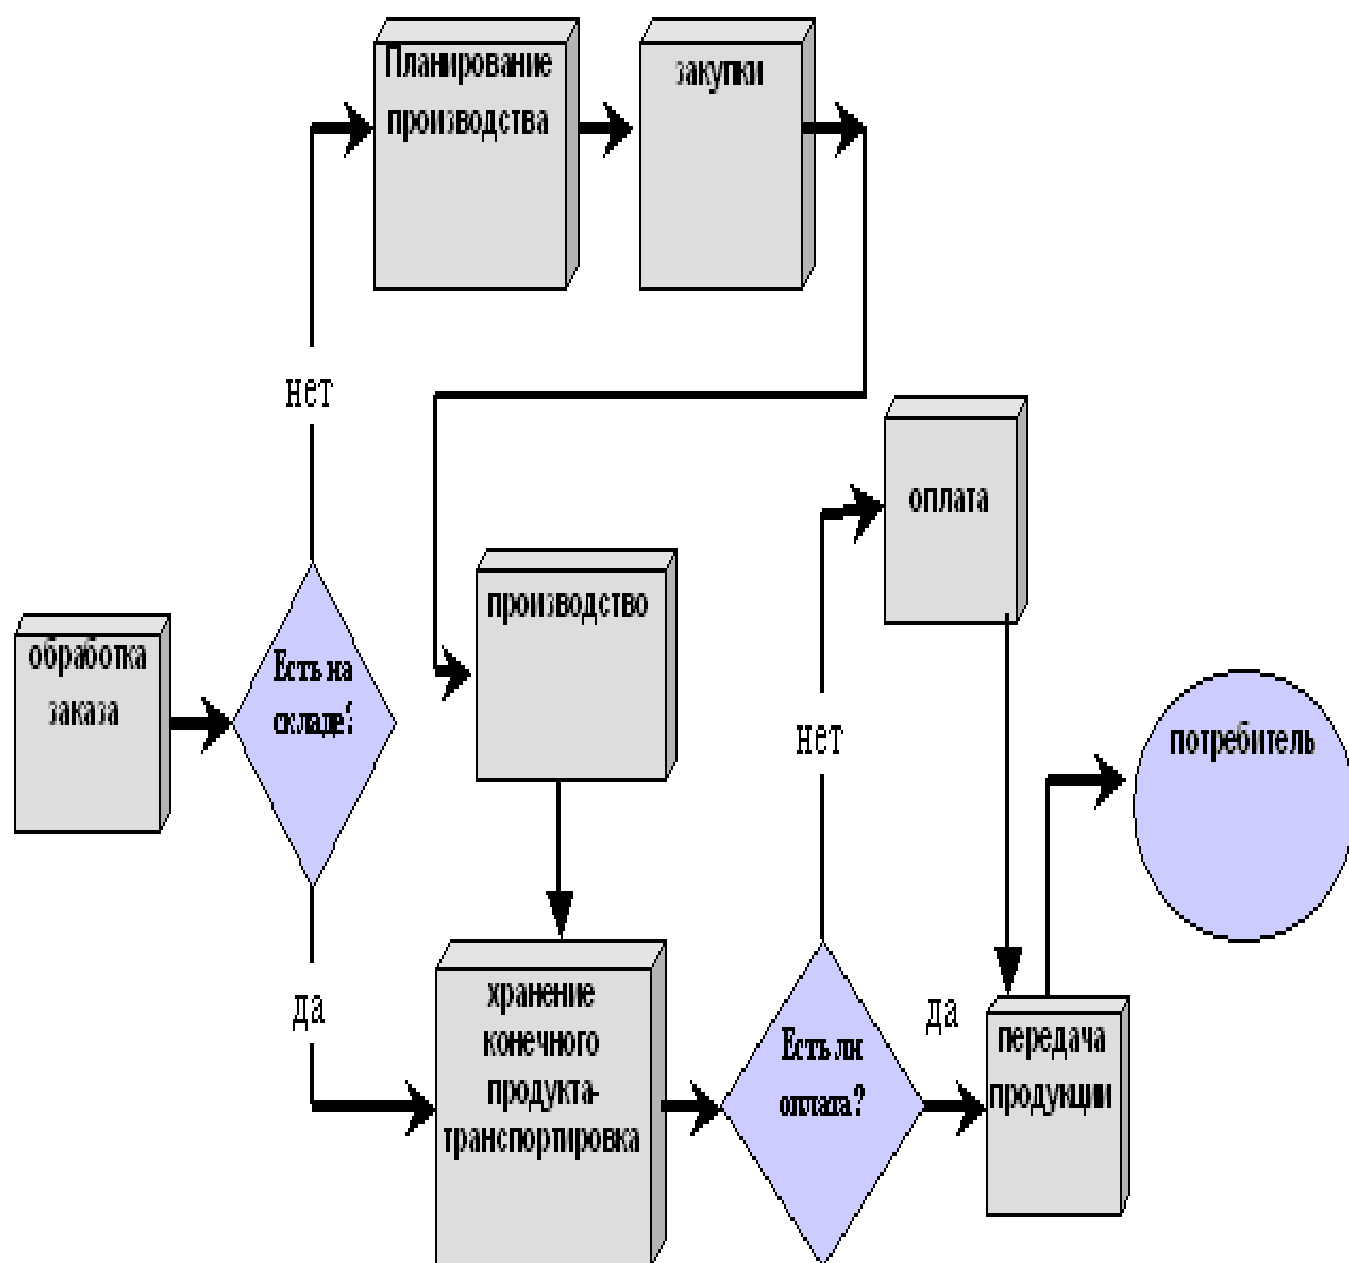 Планирование
производства
закупки
нет
оплата
производство
обработка
заказа
Есть на
складе?
нет
потребитель
да
хранение
конечного
продукта-
транспортировка
Есть ли
оплата?
да
передача
продукции